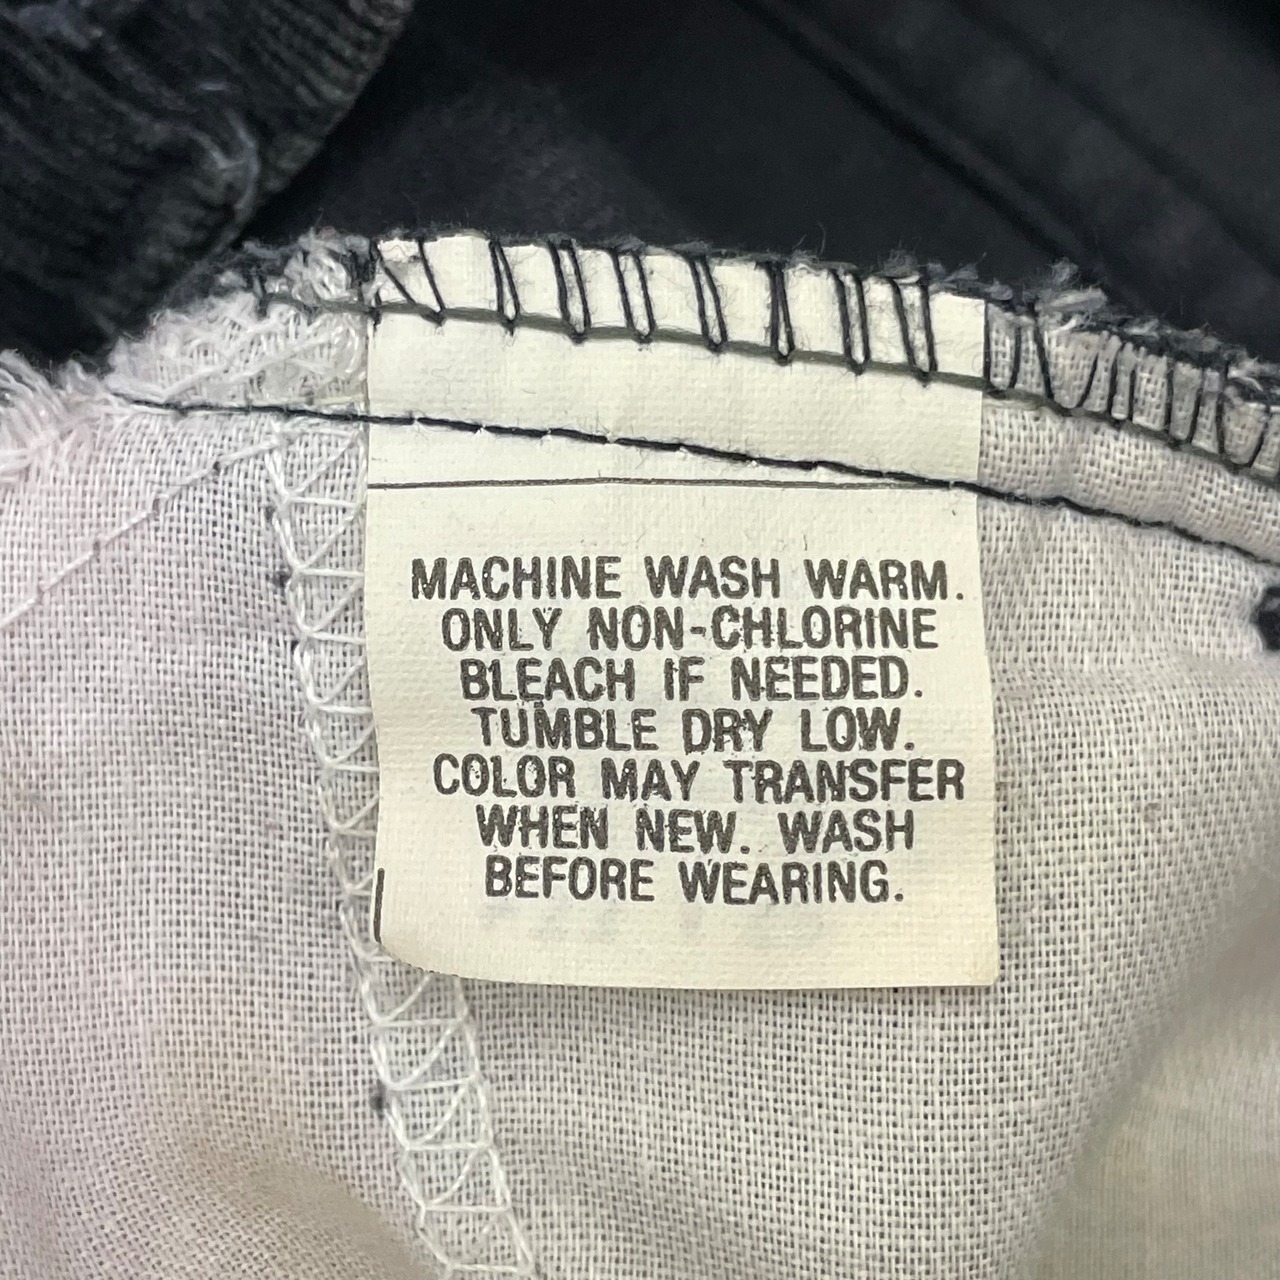 MACHINE WASH WARM.
ONLY NON-CHLORINE
BLEACH IF NEEDED.
TUMBLE DRY LOW.
COLOR MAY TRANSFER
WHEN NEW. WASH
BEFORE WEARING.